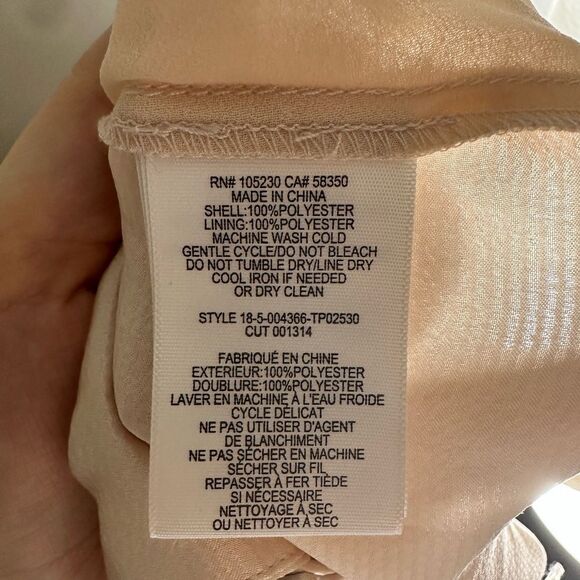 RN# 105230 CA# 58350
MADE IN CHINA
SHELL:100%POLYESTER
LINING:100%POLYESTER
MACHINE WASH COLD
GENTLE CYCLE/DO NOT BLEACH
DO NOT TUMBLE DRY/LINE DRY
COOL IRON IF NEEDED
OR DRY CLEAN
STYLE 18-5-004366-TP02530
CUT 001314
FABRIQUÉ EN CHINE
EXTERIEUR:100%POLYESTER
DOUBLURE:100%POLYESTER
LAVER EN MACHINE À L'EAU FROIDE
CYCLE DÉLICAT
NE PAS UTILISER D'AGENT
DE BLANCHIMENT
NE PAS SÉCHER EN MACHINE
SÉCHER SUR FIL
REPASSER À FER TIÈDE
SI NÉCESSAIRE
NETTOYAGE À SEC
OU NETTOYER À SEC